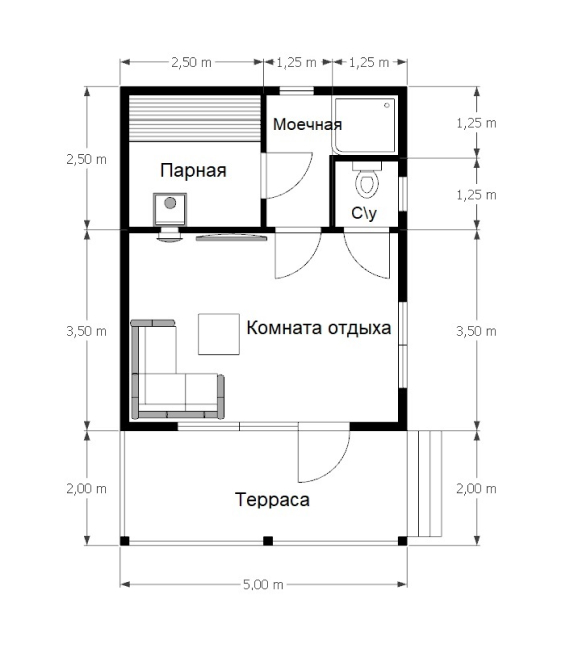 2,50 m
1,25 m
1,25 m
Моечная
1,25 m
2,50 m
Парная
1,25 m
С\у
Комната отдыха
3,50 m
3,50 m
2,00 m
Терраса
2,00 m
5,00 m